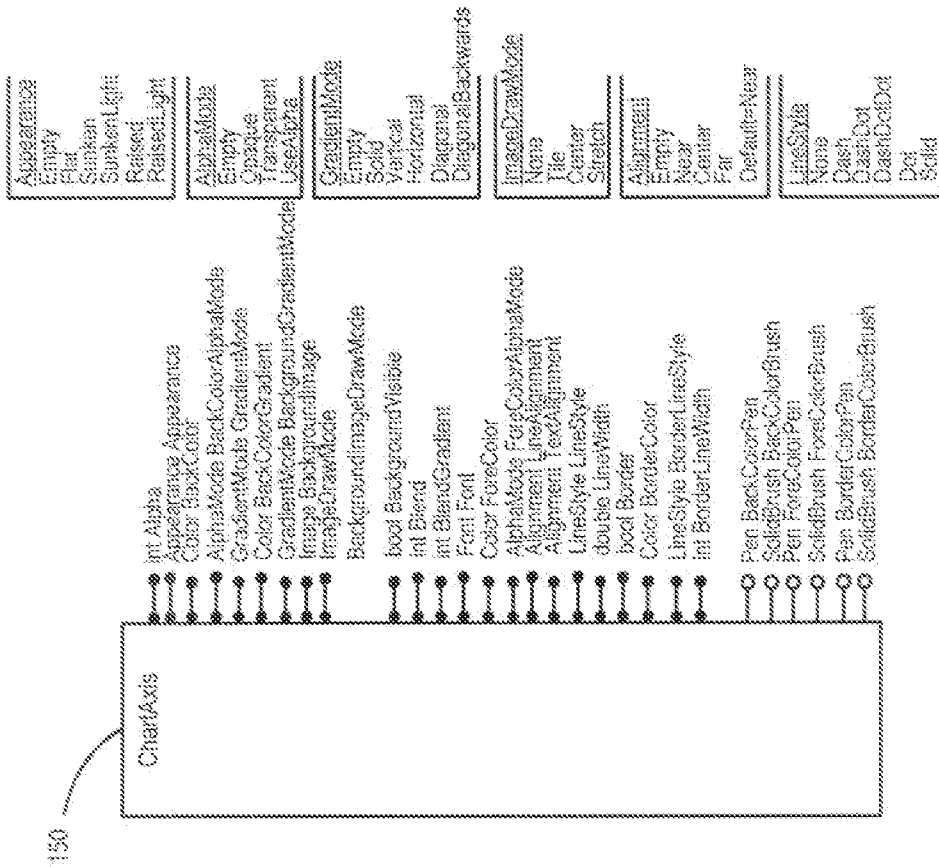 150
ChartAxis
Int Alpha
Appearance Appearance
Color BackColor
AlphaMode BackColorAlphaMode
GradientMode GradientMode
Color BackColorGradient
GradientMode BackgroundGradientMode
Image BackgroundImage
ImageDrawMode
BackgroundImageDrawMode
bool BackgroundVisible
int Blend
int BlendGradient
Font Font
Color ForeColor
AlphaMode ForeColorAlphaMode
Alignment LineAlignment
Alignment TextAlignment
LineStyle LineStyle
double LineWidth
bool Border
Color BorderColor
LineStyle BorderLineStyle
int BorderLineWidth
Pen BackColorPen
SolidBrush BackColorBrush
Pen ForeColorPen
SolidBrush ForeColorBrush
Pen BorderColorPen
SolidBrush BorderColorBrush
Appearance
Empty
Flat
Sunken
SunkenLight
Raised
RaisedLight
AlphaMode
Empty
Opaque
Transparent
UseAlpha
GradientMode
Empty
Solid
Vertical
Horizontal
Diagonal
DiagonalBackwards
ImageDrawMode
None
Tile
Center
Stretch
Alignment
Empty
Near
Center
Far
Default=Near
LineStyle
None
Dash
DashDot
DashDotDot
Dot
Solid